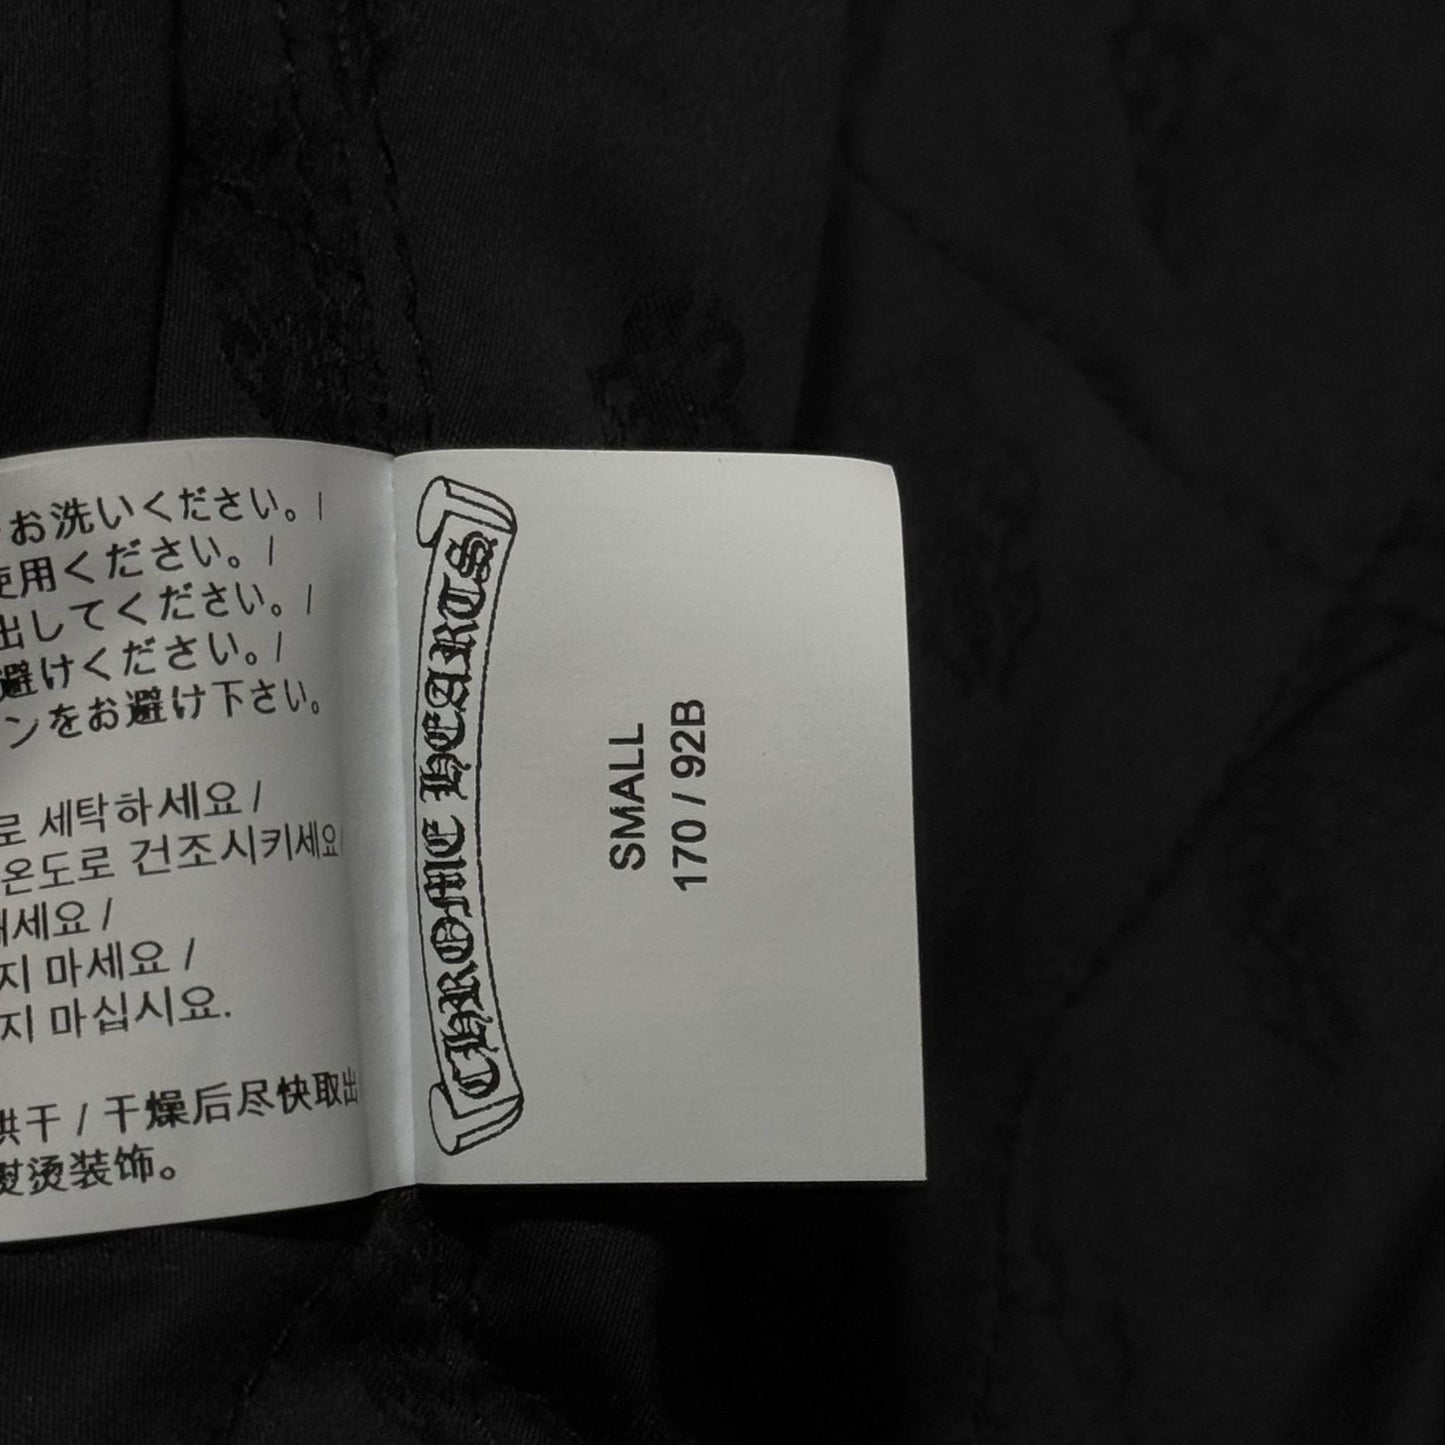 お洗いください。/
使用ください。/
出してください。/
避けください。/
ンをお避け下さい。
로 세탁하세요 /
온도로 건조시키세요
세요 /
지 마세요 /
지 마십시요.
烘干 / 干燥后尽快取出
熨烫装饰。
CHROME HEARTS
SMALL
170 / 92B